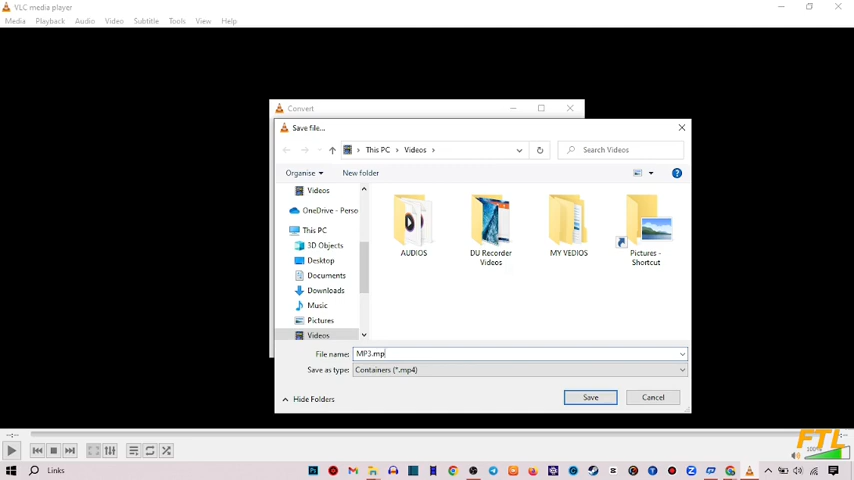 VLC media player
Media Playback Audio Video Subtitle Tools View Help
Convert
Save file...
This PC Videos
Search Videos
Organise New folder
Videos
OneDrive - Perso
This PC
3D Objects
Desktop
Documents
Downloads
Music
Pictures
Videos
AUDIOS
DU Recorder
Videos
MY VEDIOS
Pictures -
Shortcut
File name: MP3.mp
Save as type: Containers (*.mp4)
Hide Folders
Save
Cancel
FTL
100%
Links